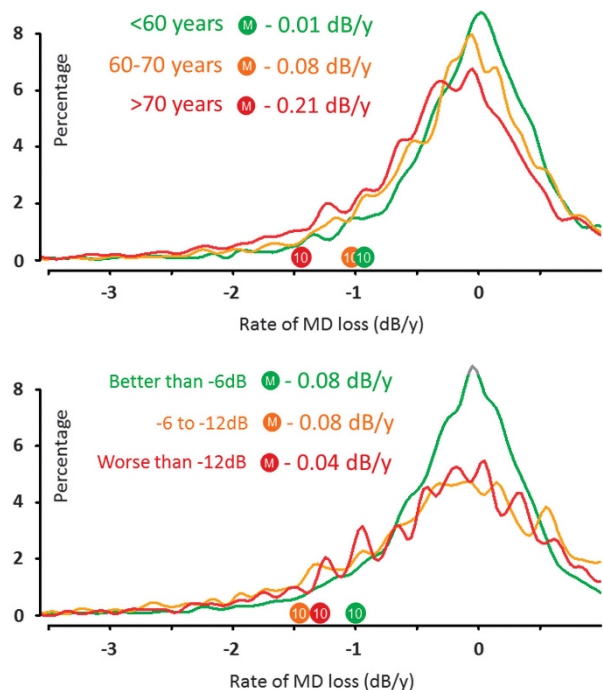 <60 years M - 0.01 dB/y
60-70 years M - 0.08 dB/y
>70 years M - 0.21 dB/y
Percentage
8
6
4
2
0
10 10 10
-3 -2 -1 0
Rate of MD loss (dB/y)
Better than -6dB M - 0.08 dB/y
-6 to -12dB M - 0.08 dB/y
Worse than -12dB M - 0.04 dB/y
Percentage
8
6
4
2
0
10 10 10
-3 -2 -1 0
Rate of MD loss (dB/y)